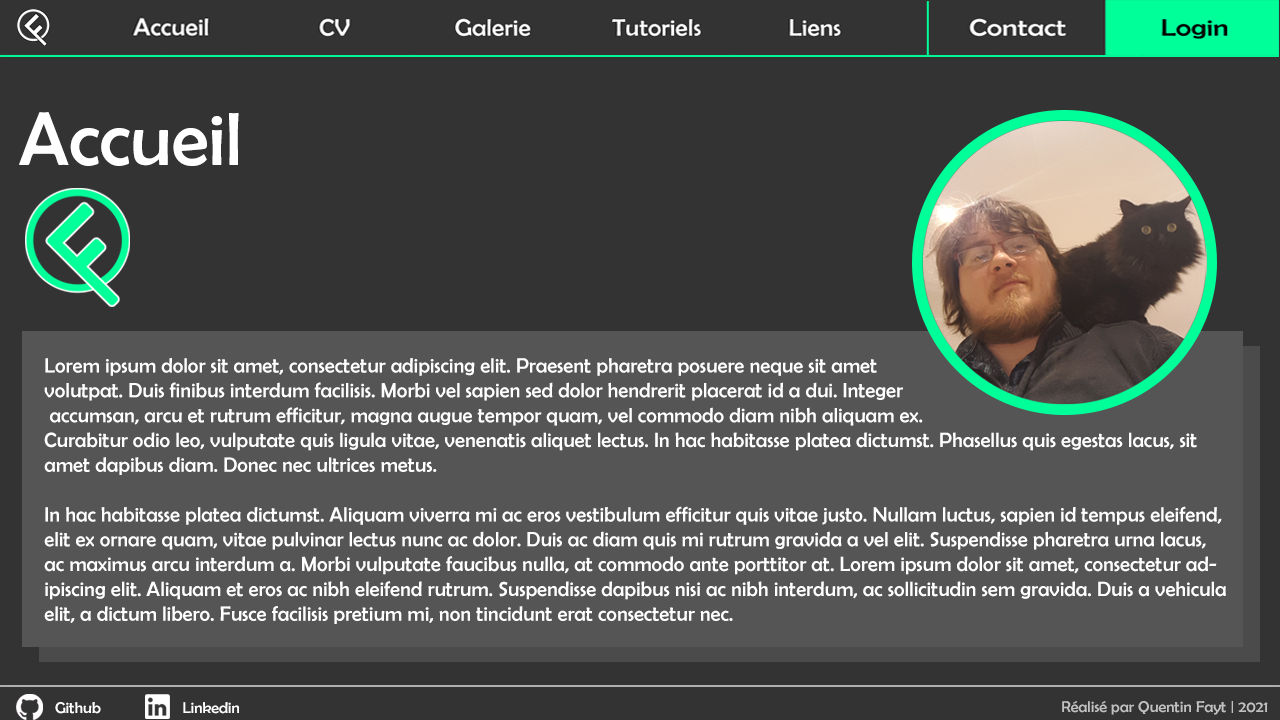 Accueil
CV
Galerie
Tutoriels
Liens
Contact
Login
Accueil
Lorem ipsum dolor sit amet, consectetur adipiscing elit. Praesent pharetra posuere neque sit amet
volutpat. Duis finibus interdum facilisis. Morbi vel sapien sed dolor hendrerit placerat id a dui. Integer
accumsan, arcu et rutrum efficitur, magna augue tempor quam, vel commodo diam nibh aliquam ex.
Curabitur odio leo, vulputate quis ligula vitae, venenatis aliquet lectus. In hac habitasse platea dictumst. Phasellus quis egestas lacus, sit
amet dapibus diam. Donec nec ultrices metus.
In hac habitasse platea dictumst. Aliquam viverra mi ac eros vestibulum efficitur quis vitae justo. Nullam luctus, sapien id tempus eleifend,
elit ex ornare quam, vitae pulvinar lectus nunc ac dolor. Duis ac diam quis mi rutrum gravida a vel elit. Suspendisse pharetra urna lacus,
ac maximus arcu interdum a. Morbi vulputate faucibus nulla, at commodo ante porttitor at. Lorem ipsum dolor sit amet, consectetur ad-
ipiscing elit. Aliquam et eros ac nibh eleifend rutrum. Suspendisse dapibus nisi ac nibh interdum, ac sollicitudin sem gravida. Duis a vehicula
elit, a dictum libero. Fusce facilisis pretium mi, non tincidunt erat consectetur nec.
Github
Linkedin
Réalisé par Quentin Fayt | 2021